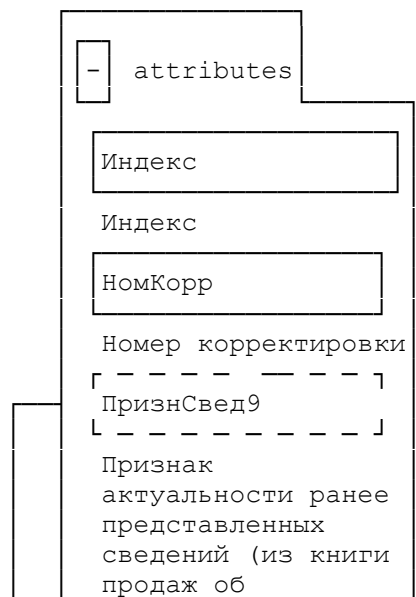 - attributes
Индекс
Индекс
НомКорр
Номер корректировки
ПризнСвед9
Признак
актуальности ранее
представленных
сведений (из книги
продаж об